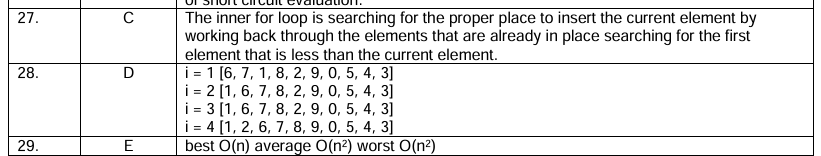 of short circuit evaluation.
27. C The inner for loop is searching for the proper place to insert the current element by
working back through the elements that are already in place searching for the first
element that is less than the current element.
28. D i = 1 [6, 7, 1, 8, 2, 9, 0, 5, 4, 3]
i = 2 [1, 6, 7, 8, 2, 9, 0, 5, 4, 3]
i = 3 [1, 6, 7, 8, 2, 9, 0, 5, 4, 3]
i = 4 [1, 2, 6, 7, 8, 9, 0, 5, 4, 3]
29. E best O(n) average O(n²) worst O(n²)